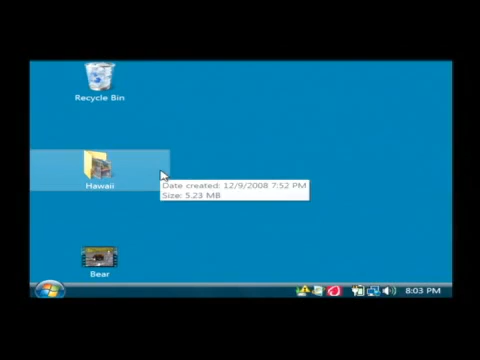 Recycle Bin
Hawaii
Date created: 12/9/2008 7:52 PM
Size: 5.23 MB
Bear
8:03 PM